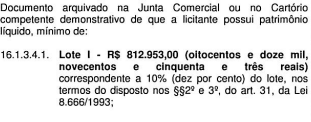 Documento arquivado na Junta Comercial ou no Cartório
competente demonstrativo de que a licitante possui patrimônio
líquido, mínimo de:
16.1.3.4.1. Lote I - R$ 812.953,00 (oitocentos e doze mil,
novecentos e cinquenta e três reais)
correspondente a 10% (dez por cento) do lote, nos
termos do disposto nos §§2º e 3º, do art. 31, da Lei
8.666/1993;